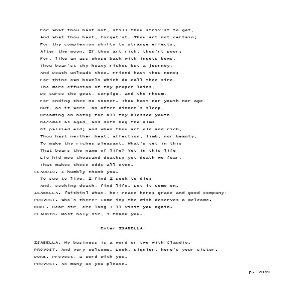 For what thou hast not, still thou striv'st to get,
And what thou hast, forget'st. Thou art not certain;
For thy complexion shifts to strange effects,
After the moon. If thou art rich, thou'rt poor;
For, like an ass whose back with ingots bows,
Thou bear'st thy heavy riches but a journey,
And Death unloads thee. Friend hast thou none;
For thine own bowels which do call thee sire,
The mere effusion of thy proper loins,
Do curse the gout, serpigo, and the rheum,
For ending thee no sooner. Thou hast nor youth nor age,
But, as it were, an after-dinner's sleep,
Dreaming on both; for all thy blessed youth
Becomes as aged, and doth beg the alms
Of palsied eld; and when thou art old and rich,
Thou hast neither heat, affection, limb, nor beauty,
To make thy riches pleasant. What's yet in this
That bears the name of life? Yet in this life
Lie hid moe thousand deaths; yet death we fear,
That makes these odds all even.
CLAUDIO. I humbly thank you.
To sue to live, I find I seek to die;
And, seeking death, find life. Let it come on.
ISABELLA. [Within] What, ho! Peace here; grace and good company!
PROVOST. Who's there? Come in; the wish deserves a welcome.
DUKE. Dear sir, ere long I'll visit you again.
CLAUDIO. Most holy sir, I thank you.
Enter ISABELLA
ISABELLA. My business is a word or two with Claudio.
PROVOST. And very welcome. Look, signior, here's your sister.
DUKE. Provost, a word with you.
PROVOST. As many as you please.